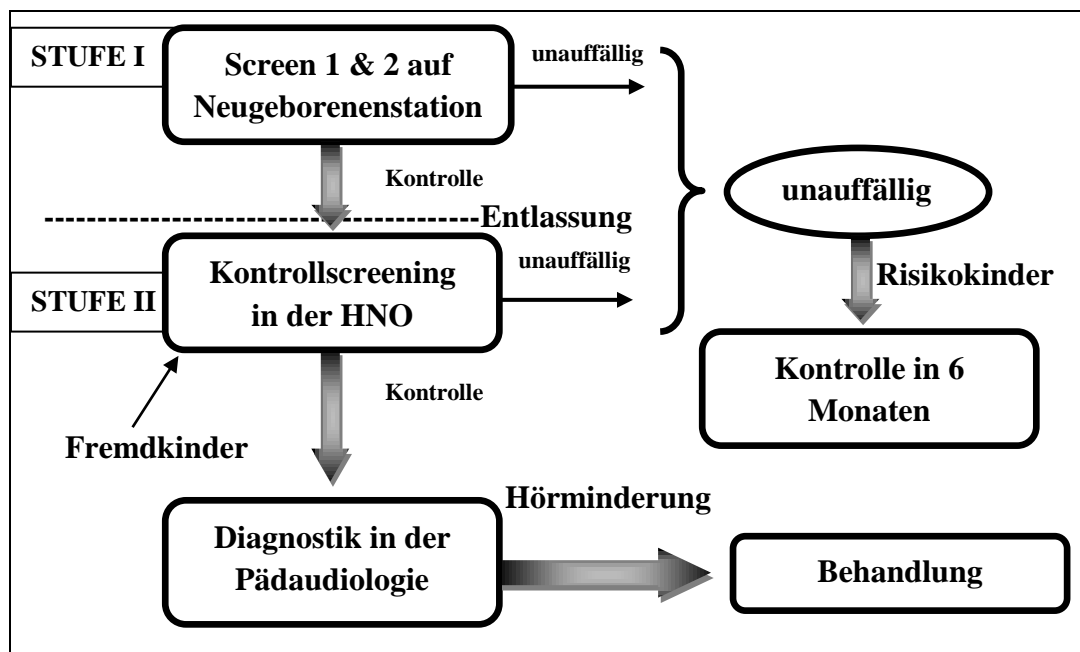 STUFE I
Screen 1 & 2 auf
Neugeborenenstation
unauffällig
Kontrolle
Entlassung
unauffällig
STUFE II
Kontrollscreening
in der HNO
unauffällig
Risikokinder
Kontrolle in 6
Monaten
Kontrolle
Fremdkinder
Diagnostik in der
Pädaudiologie
Hörminderung
Behandlung